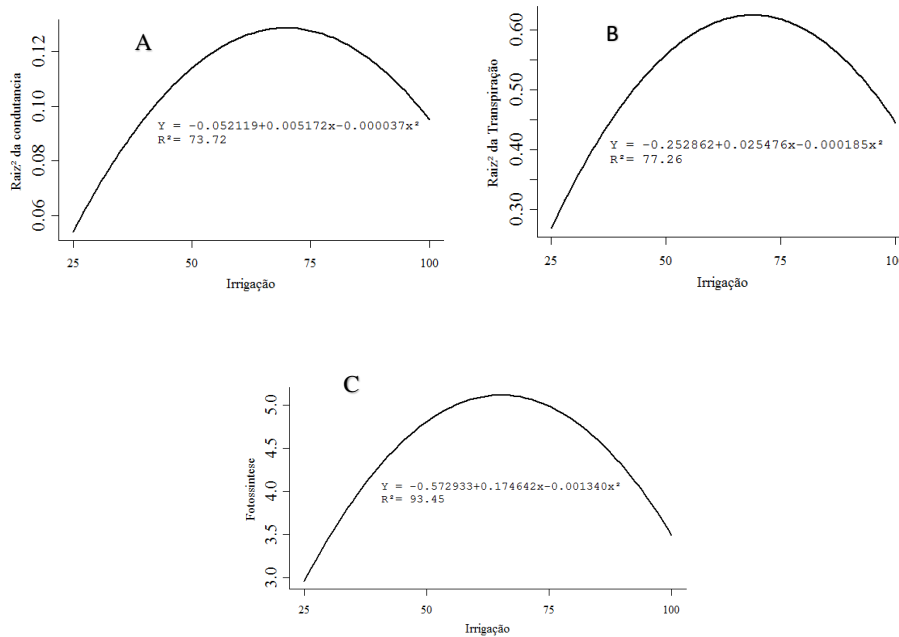 A
Raiz² da condutancia
0.12
0.10
0.08
0.06
Y = -0.052119+0.005172x-0.000037x²
R²= 73.72
25
50
75
100
Irrigação
B
Raiz² da Transpiração
0.60
0.50
0.40
0.30
Y = -0.252862+0.025476x-0.000185x²
R²= 77.26
25
50
75
100
Irrigação
C
Fotossintese
5.0
4.5
4.0
3.5
3.0
Y = -0.572933+0.174642x-0.001340x²
R²= 93.45
25
50
75
100
Irrigação